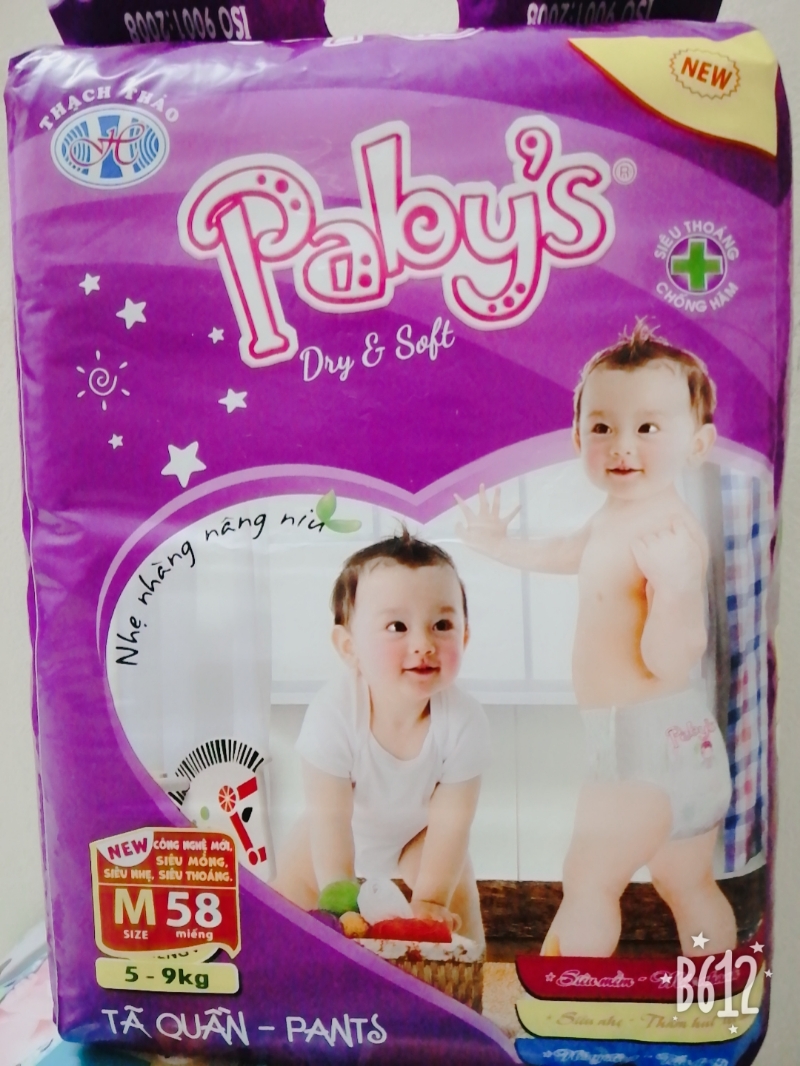 ISO 9001:2008
ISO 9001:2008
NEW
THẠCH THẢO
VHC
Paby's®
SIÊU THOÁNG
CHỐNG HĂM
Dry & Soft
Nhẹ nhàng nâng niu
Paby's
NEW CÔNG NGHỆ MỚI,
SIÊU MỎNG,
SIÊU NHẸ, SIÊU THOÁNG.
M 58
SIZE miếng
5 - 9kg
TÃ QUẦN - PANTS
Siêu mềm -
Siêu nhẹ - Thấm hút
B612